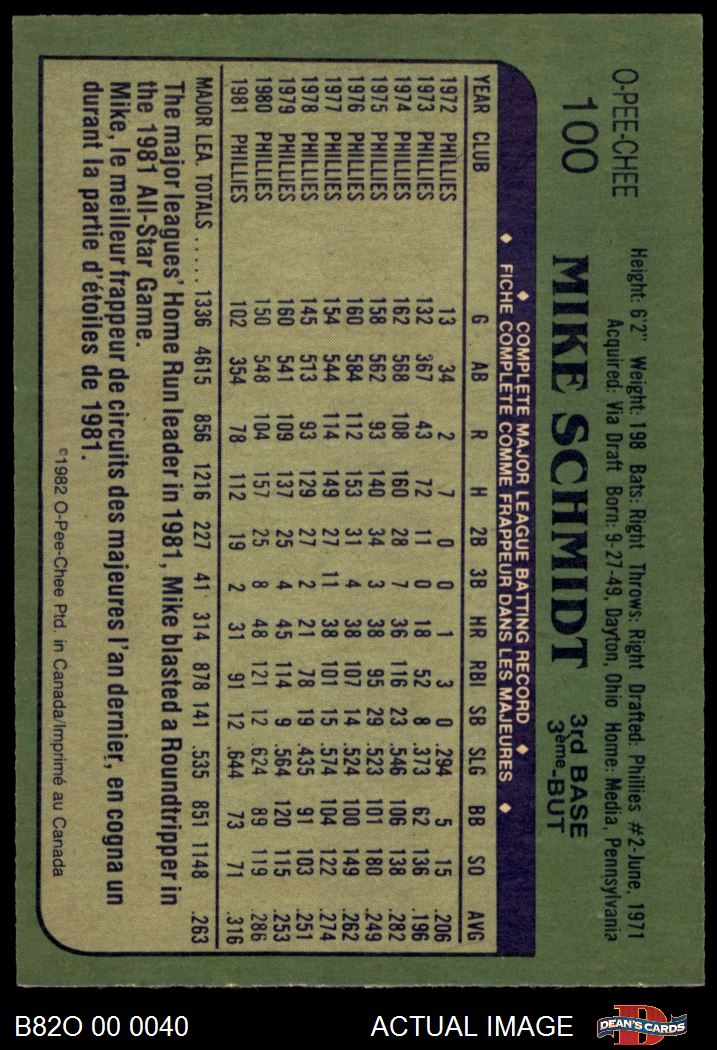 O-PEE-CHEE
100
Height: 6'2" Weight: 198 Bats: Right Throws: Right Drafted: Phillies #2-June, 1971
Acquired: Via Draft Born: 9-27-49, Dayton, Ohio Home: Media, Pennsylvania
MIKE SCHMIDT
3rd BASE
3ème-BUT
♦ COMPLETE MAJOR LEAGUE BATTING RECORD ♦
♦ FICHE COMPLÈTE COMME FRAPPEUR DANS LES MAJEURES ♦
YEAR CLUB G AB R H 2B 3B HR RBI SB SLG BB SO AVG
1972 PHILLIES 13 34 2 7 0 0 1 3 0 .294 5 15 .206
1973 PHILLIES 132 367 43 72 11 0 18 52 8 .373 62 136 .196
1974 PHILLIES 162 568 108 160 28 7 36 116 23 .546 106 138 .282
1975 PHILLIES 158 562 93 140 34 3 38 95 29 .523 101 180 .249
1976 PHILLIES 160 584 112 153 31 4 38 107 14 .524 100 149 .262
1977 PHILLIES 154 544 114 149 27 11 38 101 15 .574 104 122 .274
1978 PHILLIES 145 513 93 129 27 2 21 78 19 .435 91 103 .251
1979 PHILLIES 160 541 109 137 25 4 45 114 9 .564 120 115 .253
1980 PHILLIES 150 548 104 157 25 8 48 121 12 .624 89 119 .286
1981 PHILLIES 102 354 78 112 19 2 31 91 12 .644 73 71 .316
MAJOR LEA. TOTALS ..... 1336 4615 856 1216 227 41 314 878 141 .535 851 1148 .263
The major leagues' Home Run leader in 1981, Mike blasted a Roundtripper in
the 1981 All-Star Game.
Mike, le meilleur frappeur de circuits des majeures l'an dernier, en cogna un
durant la partie d'étoiles de 1981.
©1982 O-Pee-Chee Ptd. in Canada/Imprimé au Canada
B82O 00 0040
ACTUAL IMAGE
D
DEAN'S CARDS